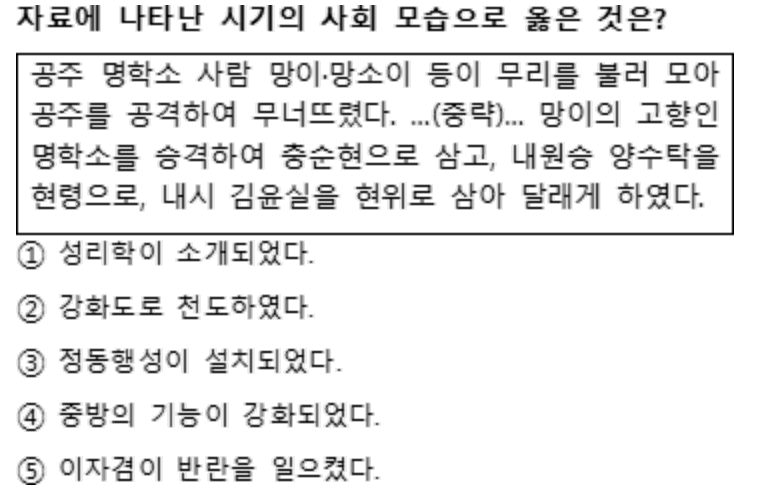 자료에 나타난 시기의 사회 모습으로 옳은 것은?
공주 명학소 사람 망이·망소이 등이 무리를 불러 모아
공주를 공격하여 무너뜨렸다. ...(중략)... 망이의 고향인
명학소를 승격하여 충순현으로 삼고, 내원승 양수탁을
현령으로, 내시 김윤실을 현위로 삼아 달래게 하였다.
① 성리학이 소개되었다.
② 강화도로 천도하였다.
③ 정동행성이 설치되었다.
④ 중방의 기능이 강화되었다.
⑤ 이자겸이 반란을 일으켰다.